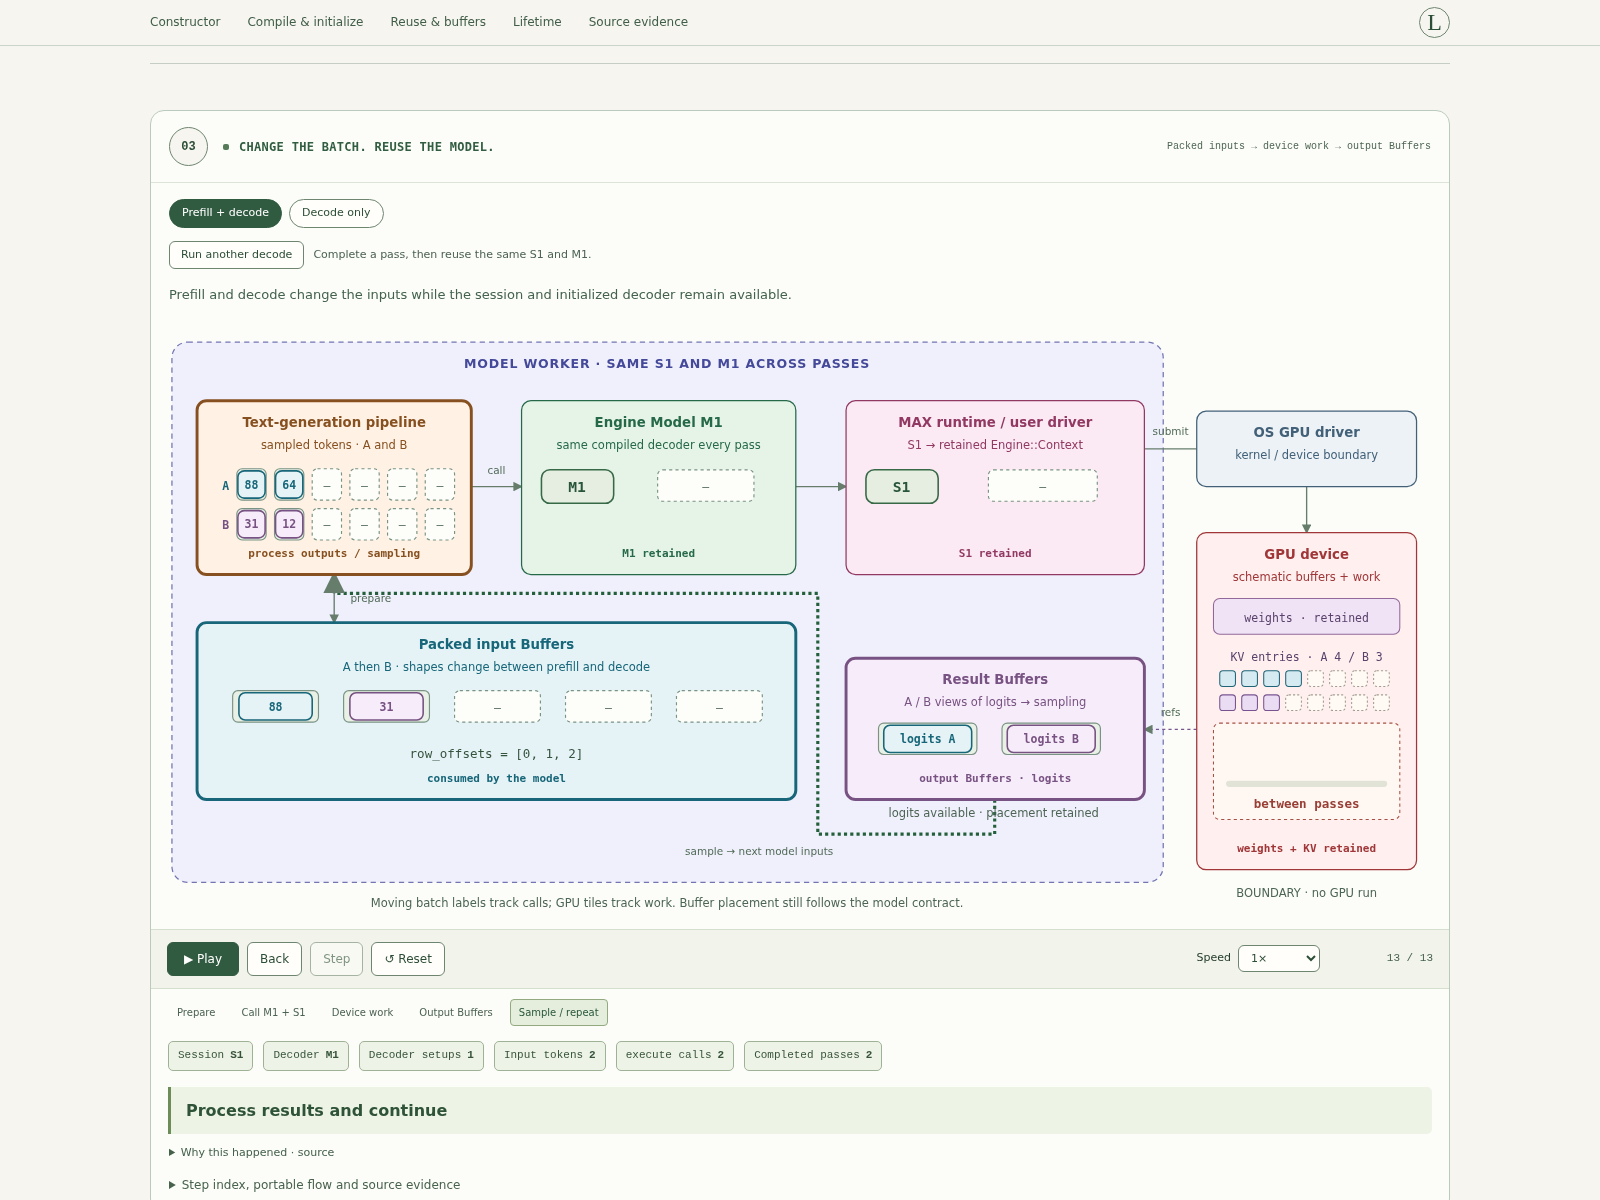 Constructor Compile & initialize Reuse & buffers Lifetime Source evidence L
03 CHANGE THE BATCH. REUSE THE MODEL. Packed inputs → device work → output Buffers
Prefill + decode Decode only
Run another decode Complete a pass, then reuse the same S1 and M1.
Prefill and decode change the inputs while the session and initialized decoder remain available.
MODEL WORKER · SAME S1 AND M1 ACROSS PASSES
Text-generation pipeline
sampled tokens · A and B
A 88 64 – – – –
B 31 12 – – – –
process outputs / sampling
call
Engine Model M1
same compiled decoder every pass
M1 –
M1 retained
MAX runtime / user driver
S1 → retained Engine::Context
S1 –
S1 retained
submit
OS GPU driver
kernel / device boundary
prepare
Packed input Buffers
A then B · shapes change between prefill and decode
88 31 – – –
row_offsets = [0, 1, 2]
consumed by the model
Result Buffers
A / B views of logits → sampling
logits A logits B
output Buffers · logits
logits available · placement retained
sample → next model inputs
refs
GPU device
schematic buffers + work
weights · retained
KV entries · A 4 / B 3
between passes
weights + KV retained
BOUNDARY · no GPU run
Moving batch labels track calls; GPU tiles track work. Buffer placement still follows the model contract.
▶ Play Back Step ↺ Reset Speed 1× 13 / 13
Prepare Call M1 + S1 Device work Output Buffers Sample / repeat
Session S1 Decoder M1 Decoder setups 1 Input tokens 2 execute calls 2 Completed passes 2
Process results and continue
▶ Why this happened · source
▶ Step index, portable flow and source evidence